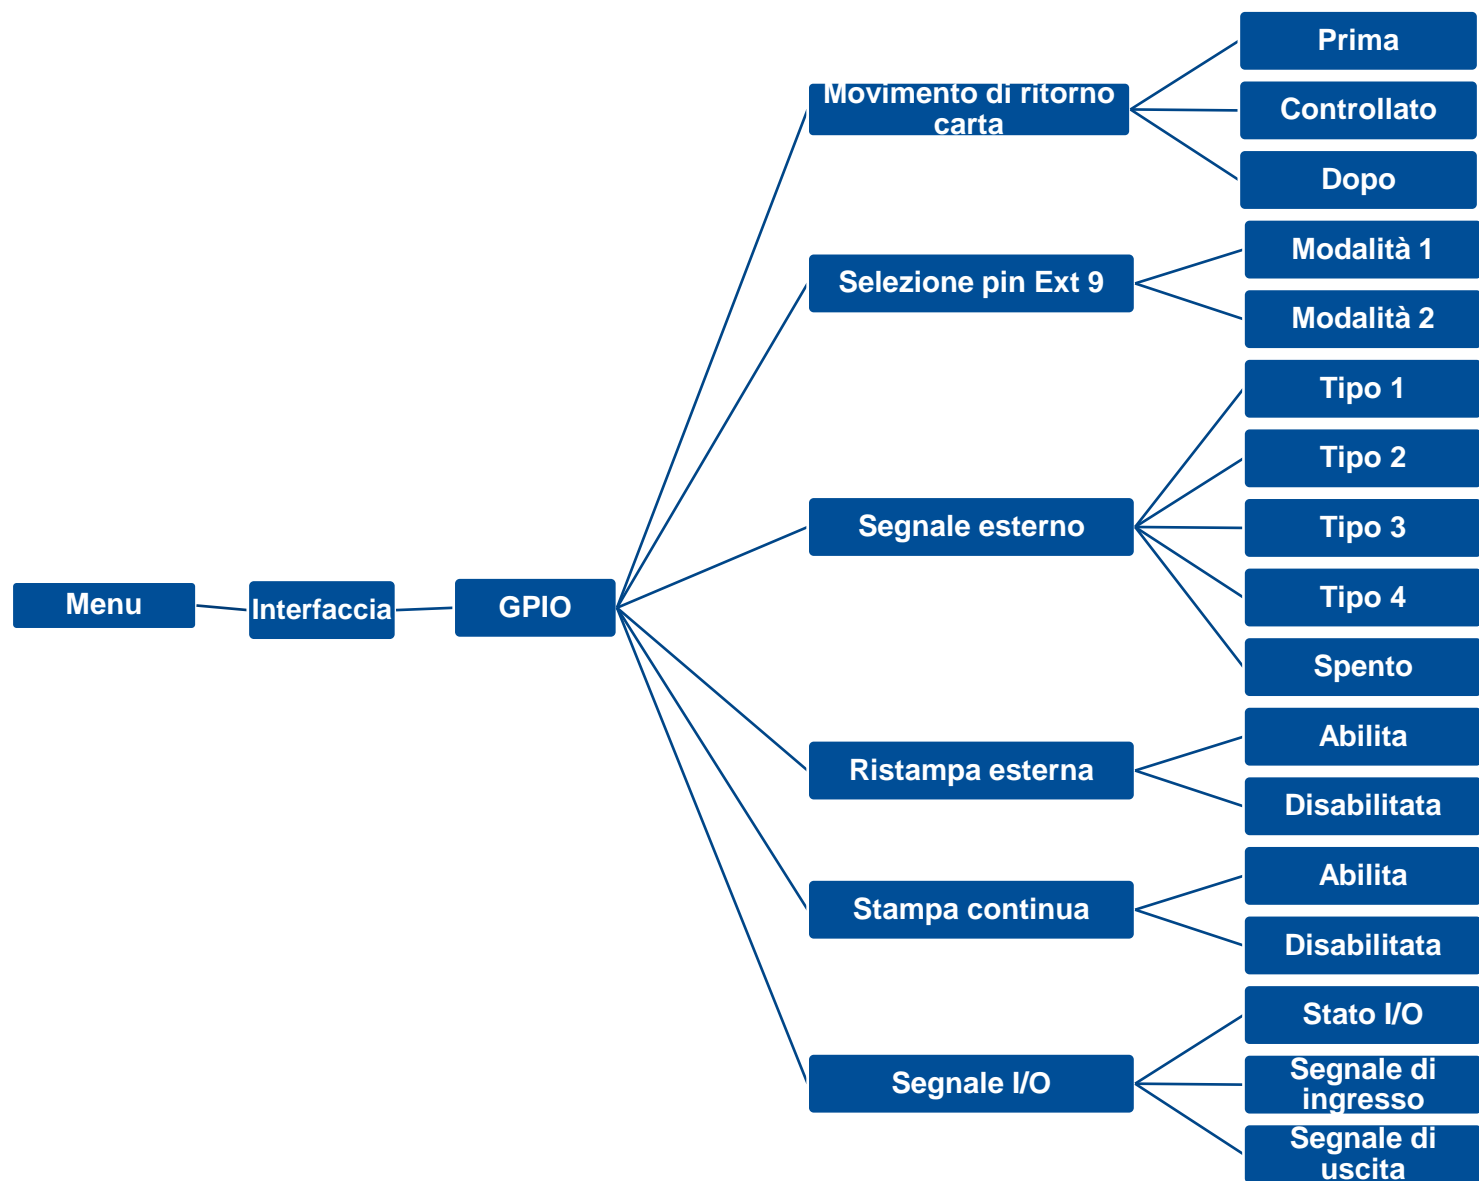 Menu
Interfaccia
GPIO
Movimento di ritorno
carta
Prima
Controllato
Dopo
Selezione pin Ext 9
Modalità 1
Modalità 2
Segnale esterno
Tipo 1
Tipo 2
Tipo 3
Tipo 4
Spento
Ristampa esterna
Abilita
Disabilitata
Stampa continua
Abilita
Disabilitata
Segnale I/O
Stato I/O
Segnale di
ingresso
Segnale di
uscita